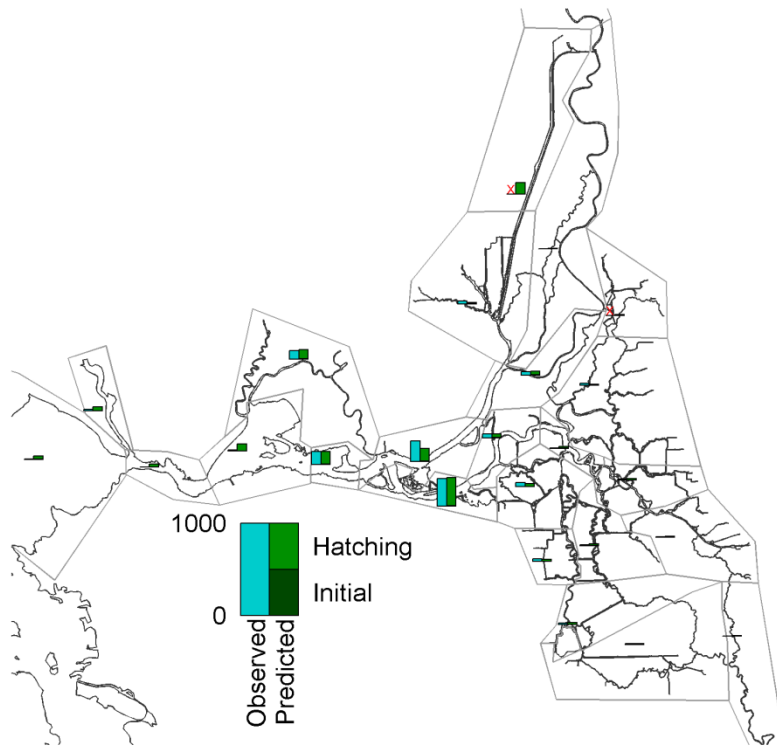 1000
Hatching
Initial
0
Observed
Predicted
X
X